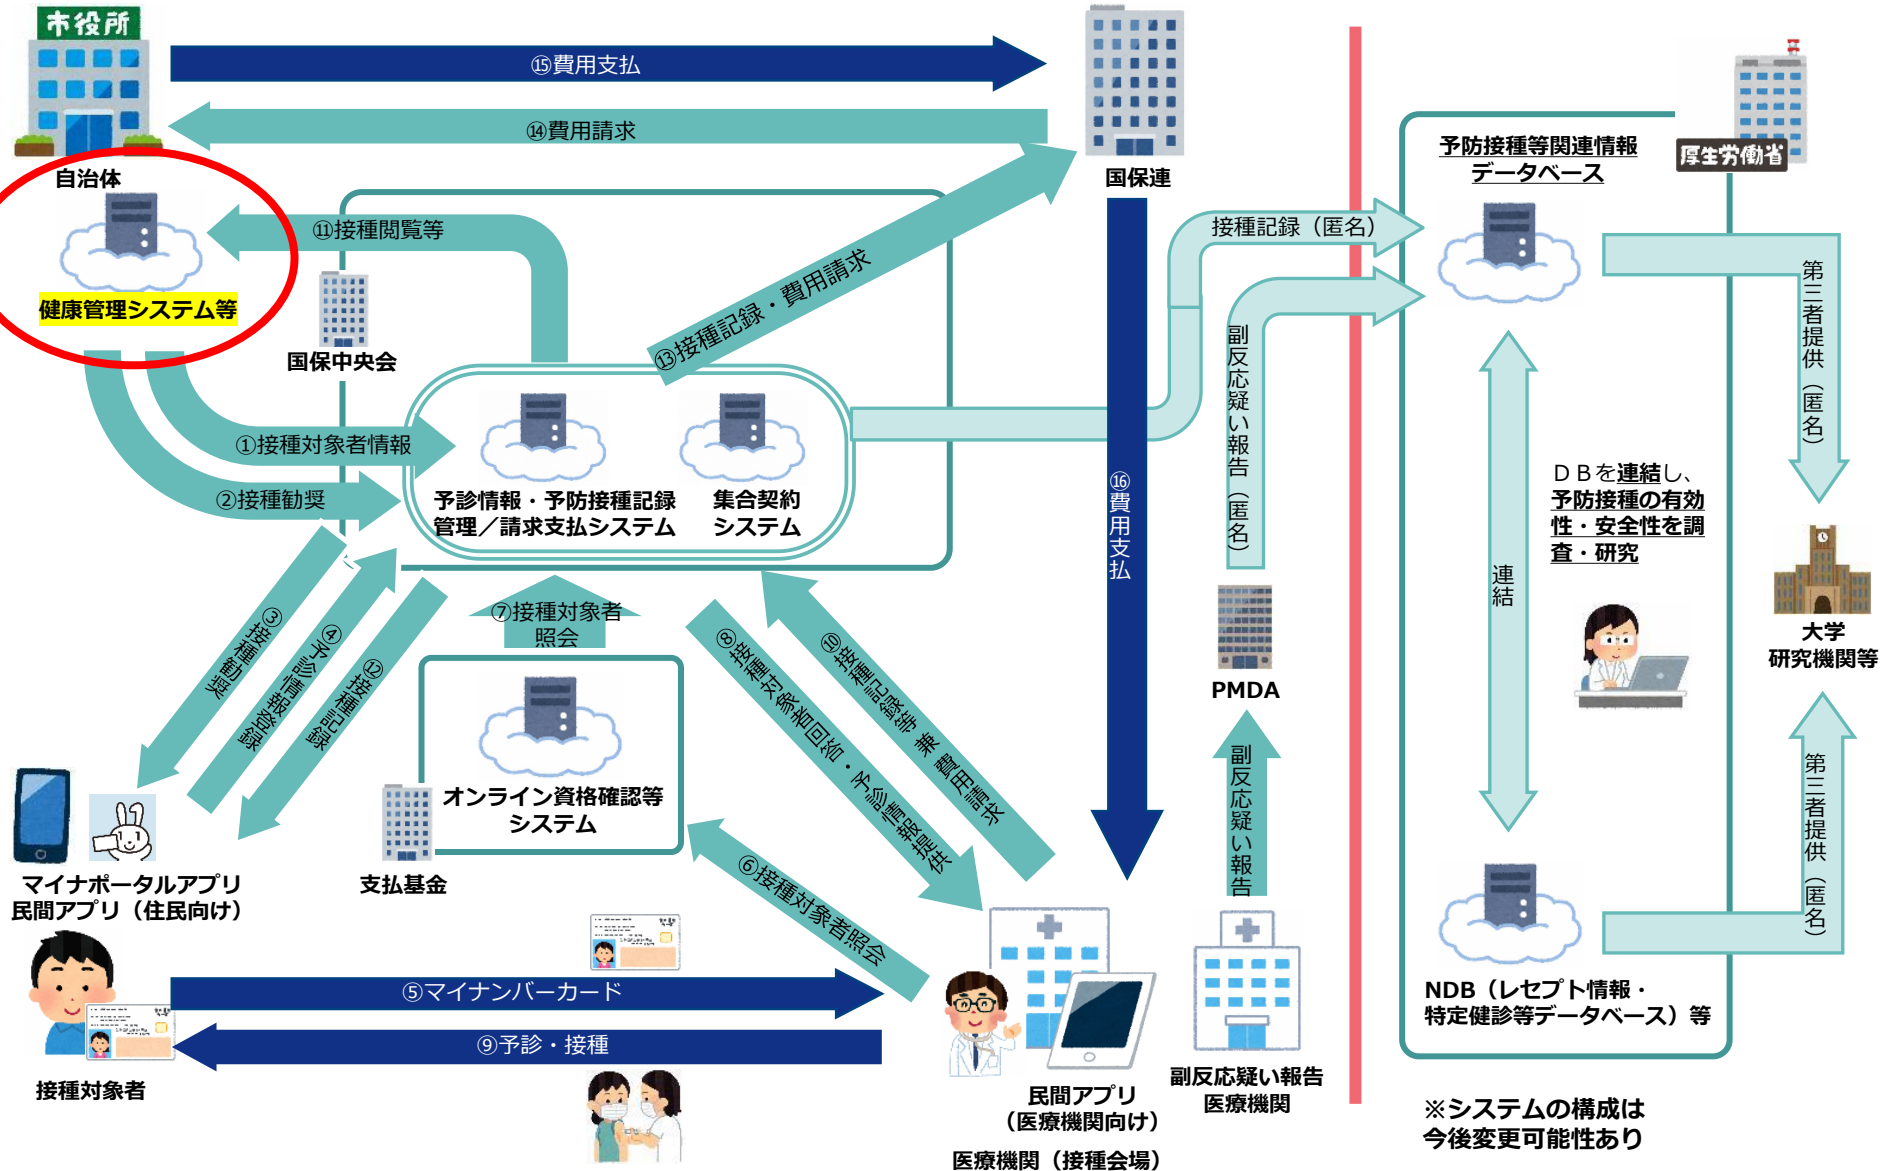 市役所
自治体
健康管理システム等
⑮費用支払
⑭費用請求
国保連
⑪接種閲覧等
国保中央会
⑬接種記録・費用請求
①接種対象者情報
②接種勧奨
予診情報・予防接種記録
管理／請求支払システム
集合契約
システム
③接種勧奨
④予診情報登録
⑫接種記録
⑦接種対象者
照会
オンライン資格確認等
システム
支払基金
⑧接種対象者回答・予診情報提供
⑩接種記録等 兼 費用請求
⑥接種対象者照会
⑯費用支払
マイナポータルアプリ
民間アプリ（住民向け）
⑤マイナンバーカード
⑨予診・接種
接種対象者
民間アプリ
（医療機関向け）
医療機関（接種会場）
副反応疑い報告
医療機関
副反応疑い報告
PMDA
副反応疑い報告（匿名）
接種記録（匿名）
厚生労働省
予防接種等関連情報
データベース
第三者提供（匿名）
連結
ＤＢを連結し、
予防接種の有効
性・安全性を調
査・研究
大学
研究機関等
第三者提供（匿名）
NDB（レセプト情報・
特定健診等データベース）等
※システムの構成は
今後変更可能性あり